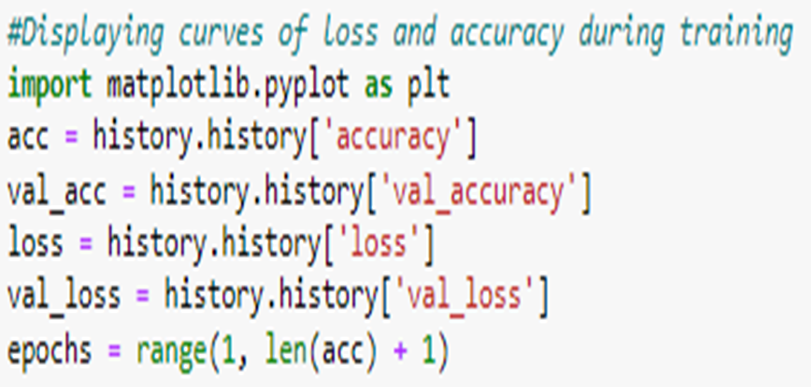 #Displaying curves of loss and accuracy during training
import matplotlib.pyplot as plt
acc = history.history['accuracy']
val_acc = history.history['val_accuracy']
loss = history.history['loss']
val_loss = history.history['val_loss']
epochs = range(1, len(acc) + 1)